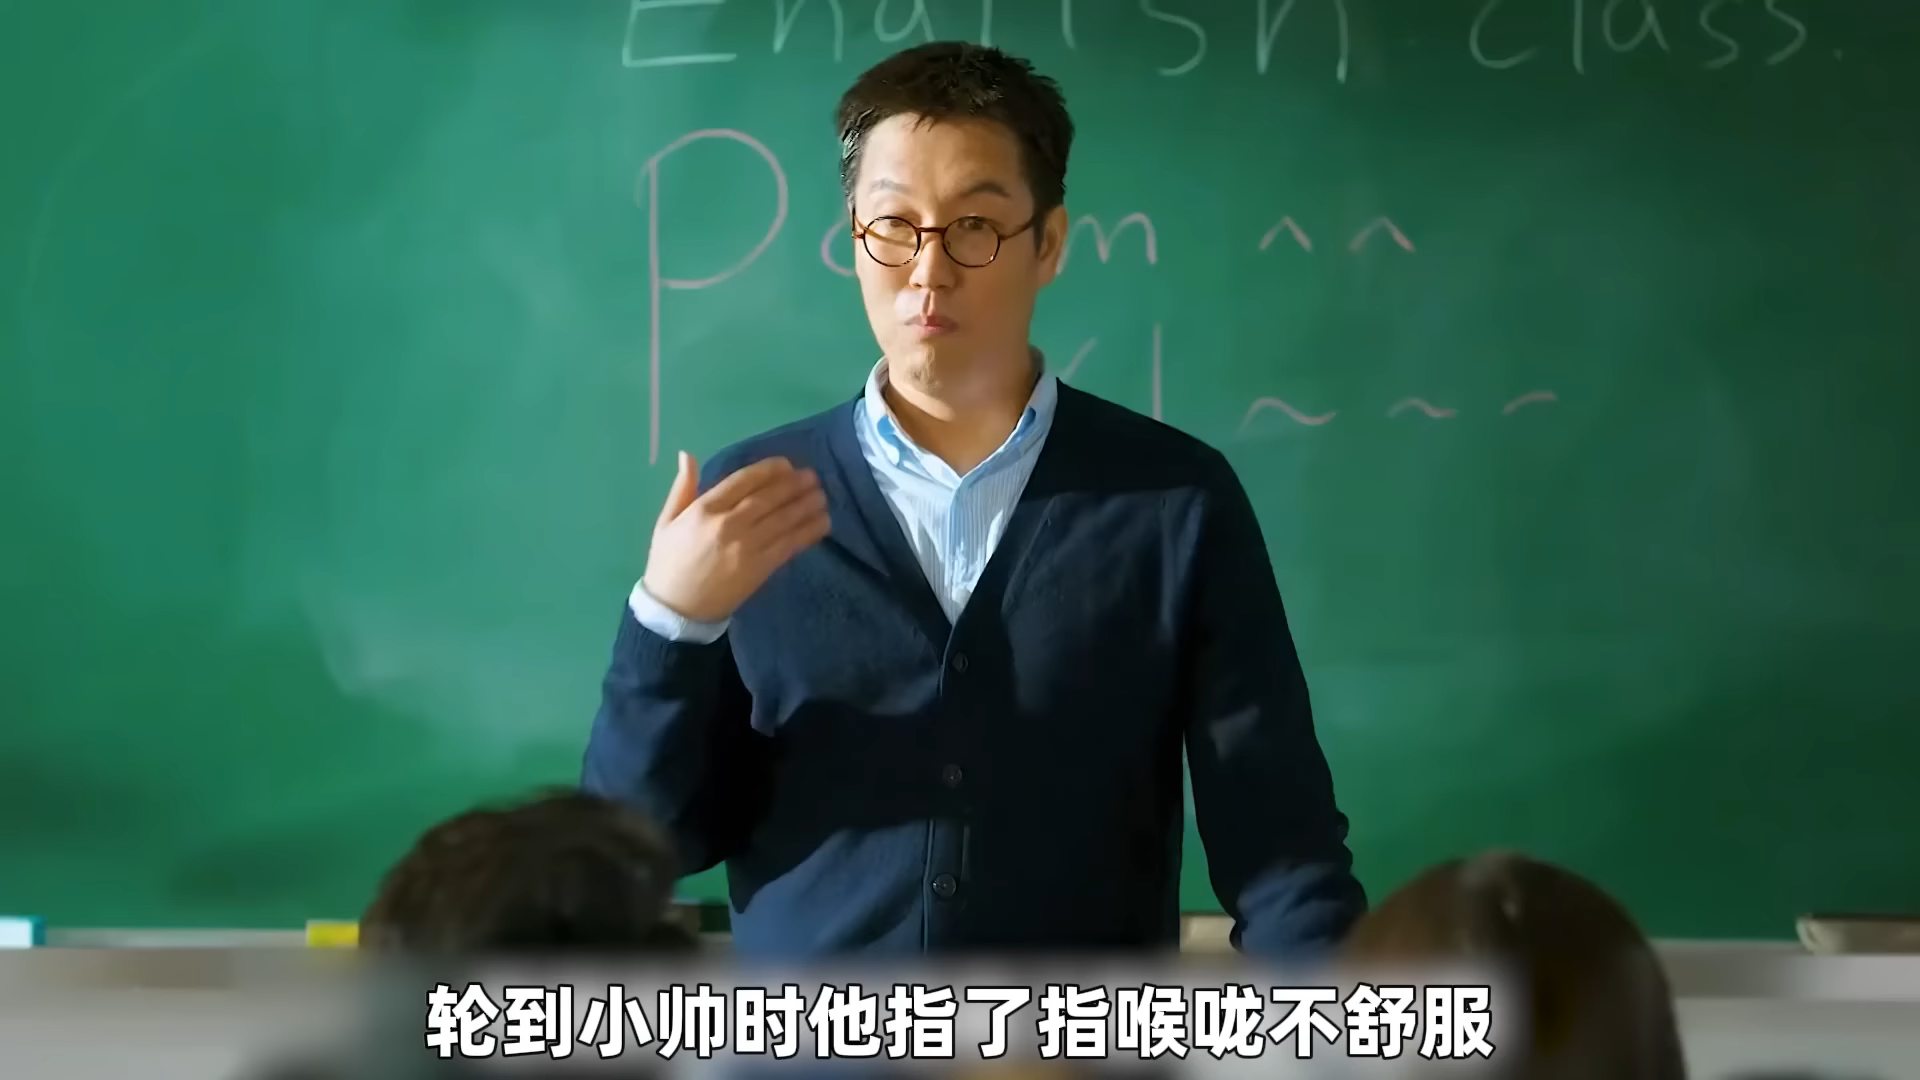 English class.
P m ^^
l ~ ~ ~
轮到小帅时他指了指喉咙不舒服